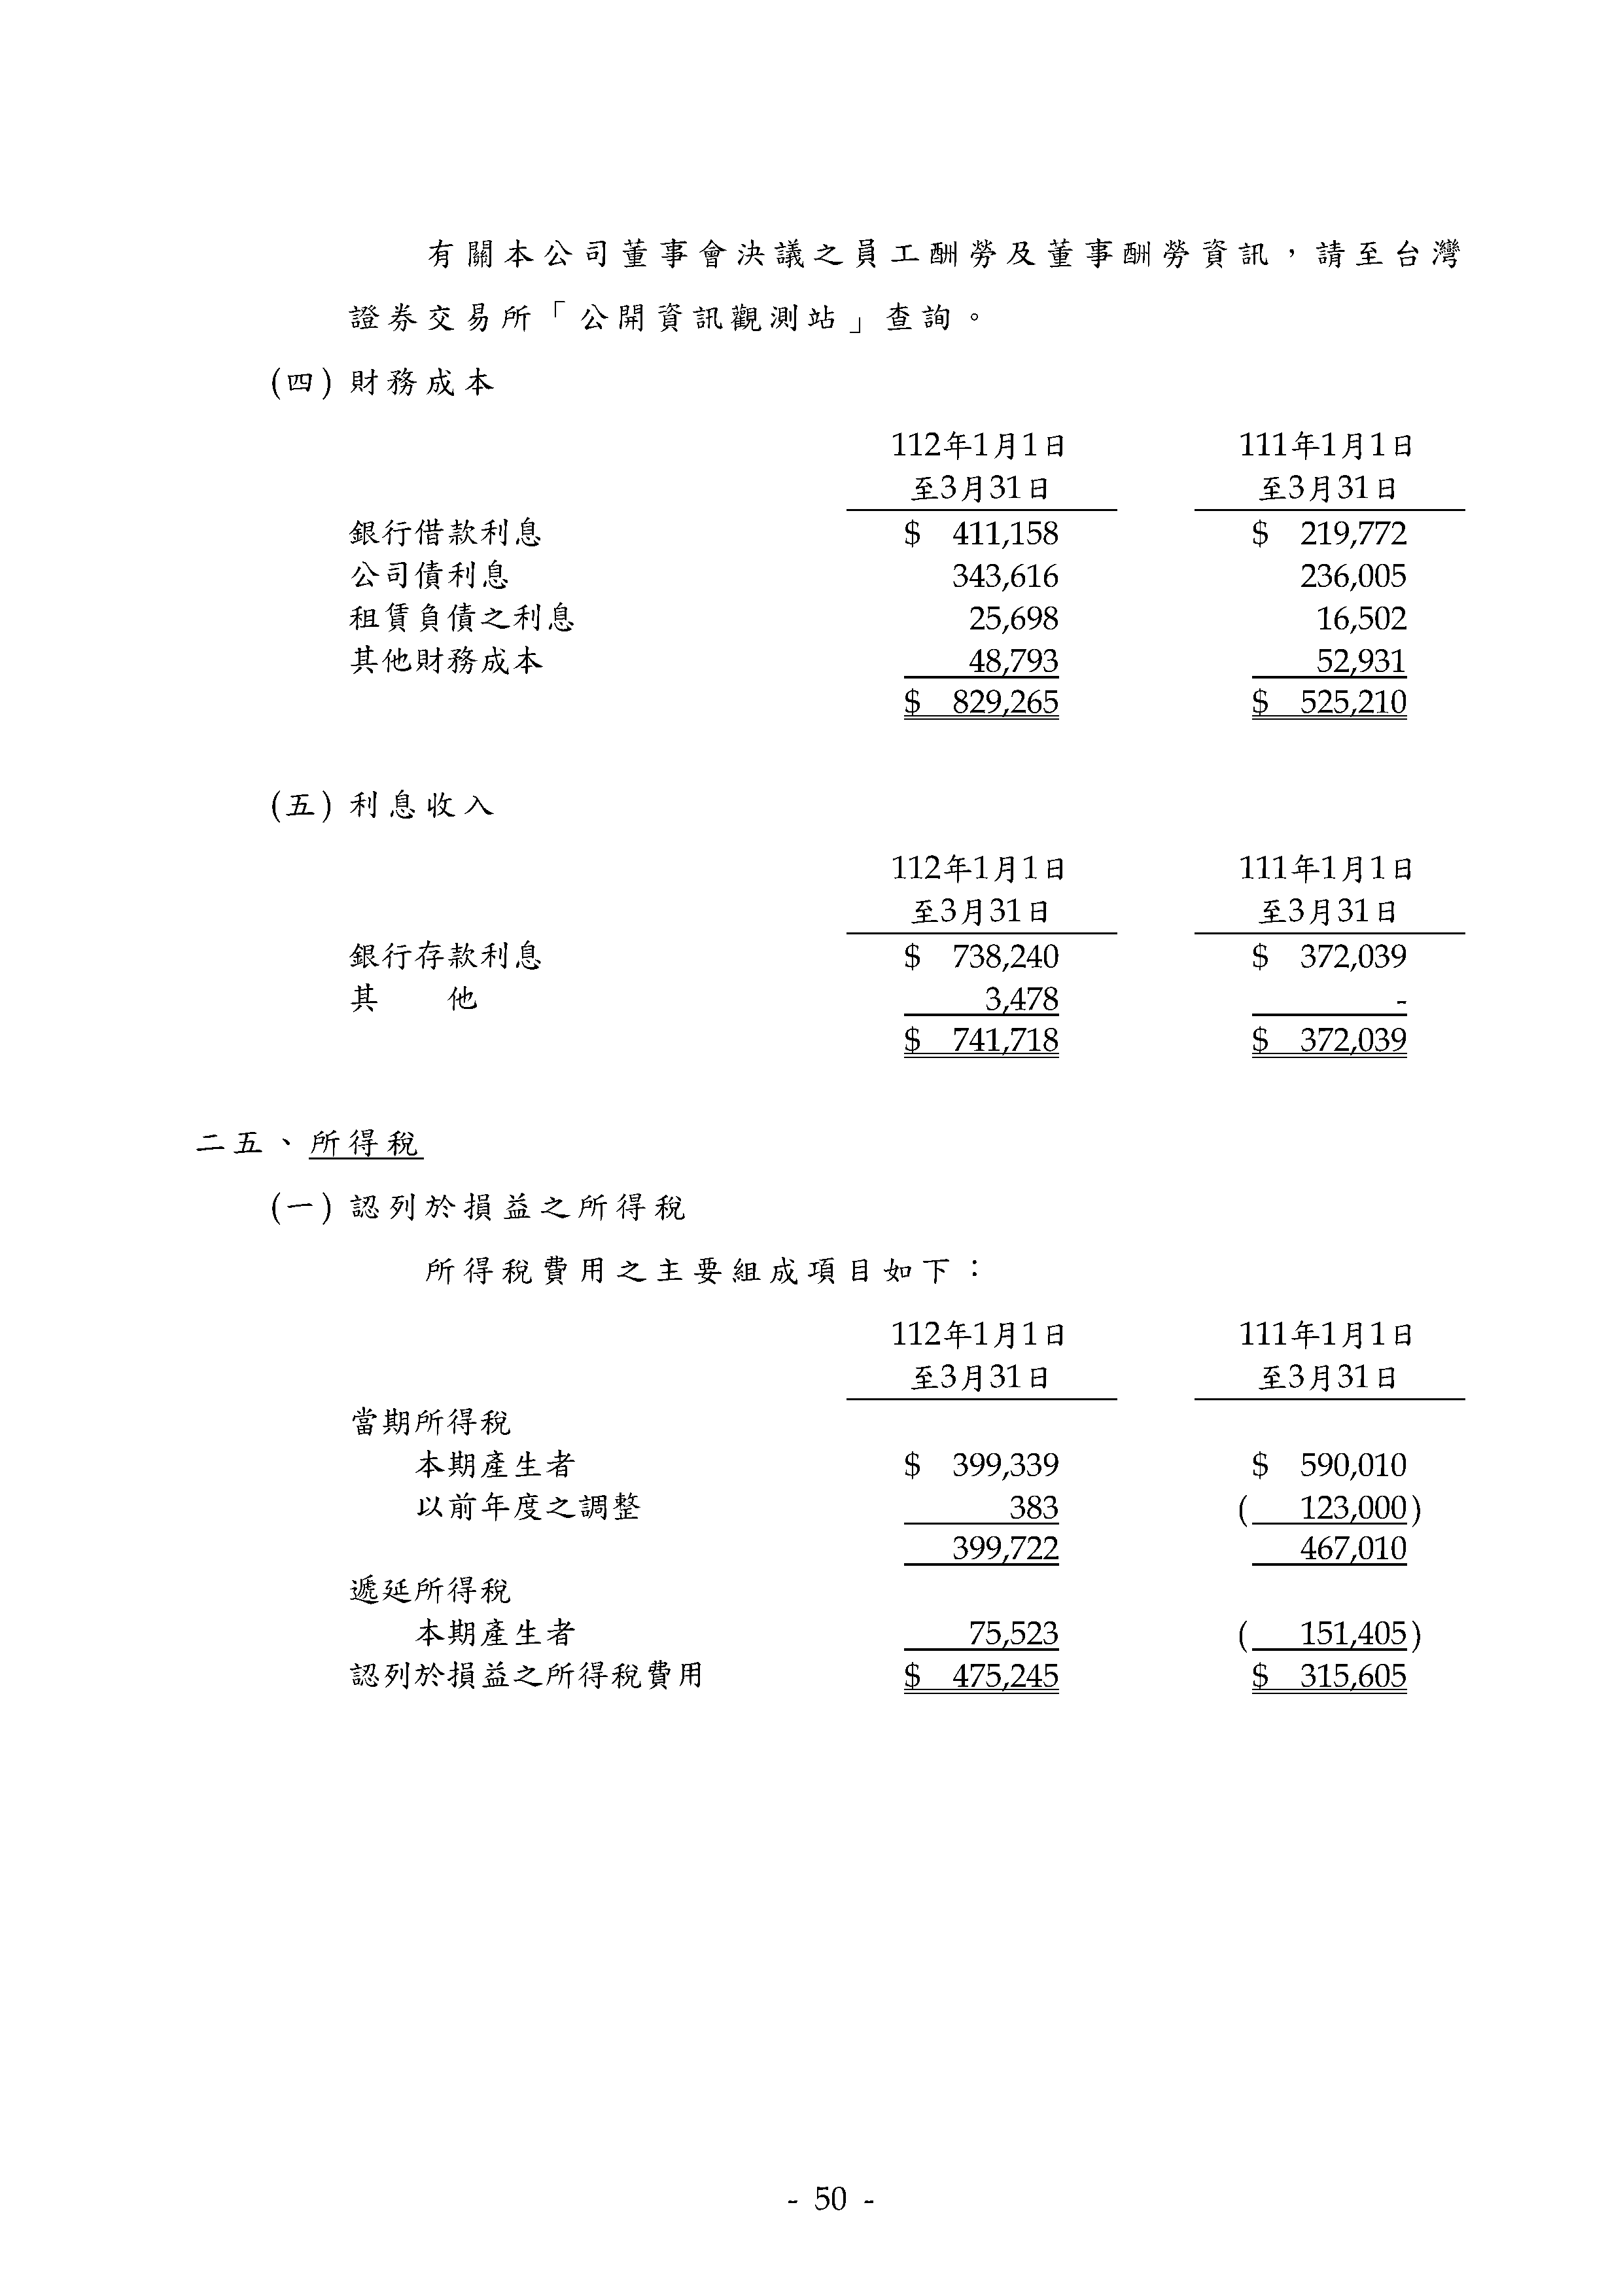 有關本公司董事會決議之員工酬勞及董事酬勞資訊，請至台灣
證券交易所「公開資訊觀測站」查詢。
(四) 財務成本
112年1月1日 111年1月1日
至3月31日 至3月31日
銀行借款利息 $ 411,158 $ 219,772
公司債利息 343,616 236,005
租賃負債之利息 25,698 16,502
其他財務成本 48,793 52,931
$ 829,265 $ 525,210
(五) 利息收入
112年1月1日 111年1月1日
至3月31日 至3月31日
銀行存款利息 $ 738,240 $ 372,039
其 他 3,478 -
$ 741,718 $ 372,039
二五、所得稅
(一) 認列於損益之所得稅
所得稅費用之主要組成項目如下：
112年1月1日 111年1月1日
至3月31日 至3月31日
當期所得稅
本期產生者 $ 399,339 $ 590,010
以前年度之調整 383 ( 123,000)
399,722 467,010
遞延所得稅
本期產生者 75,523 ( 151,405)
認列於損益之所得稅費用 $ 475,245 $ 315,605
- 50 -